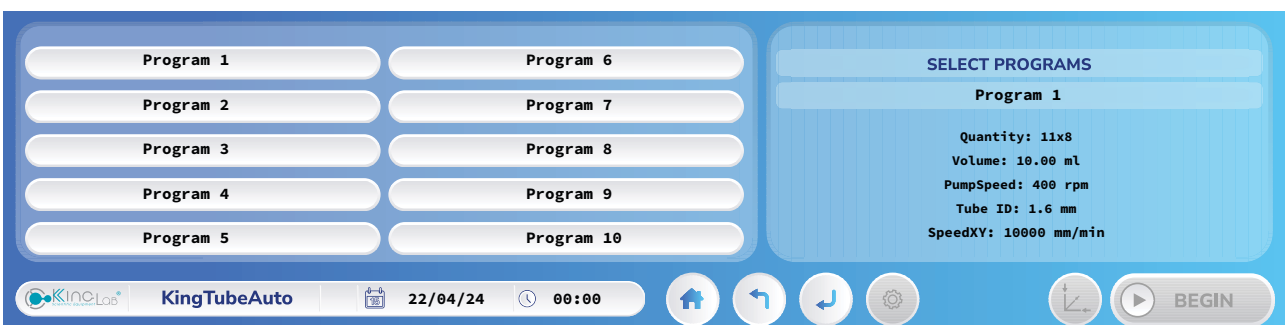 Program 1
Program 2
Program 3
Program 4
Program 5
Program 6
Program 7
Program 8
Program 9
Program 10
SELECT PROGRAMS
Program 1
Quantity: 11x8
Volume: 10.00 ml
PumpSpeed: 400 rpm
Tube ID: 1.6 mm
SpeedXY: 10000 mm/min
KingLab
KingTubeAuto
22/04/24
00:00
BEGIN